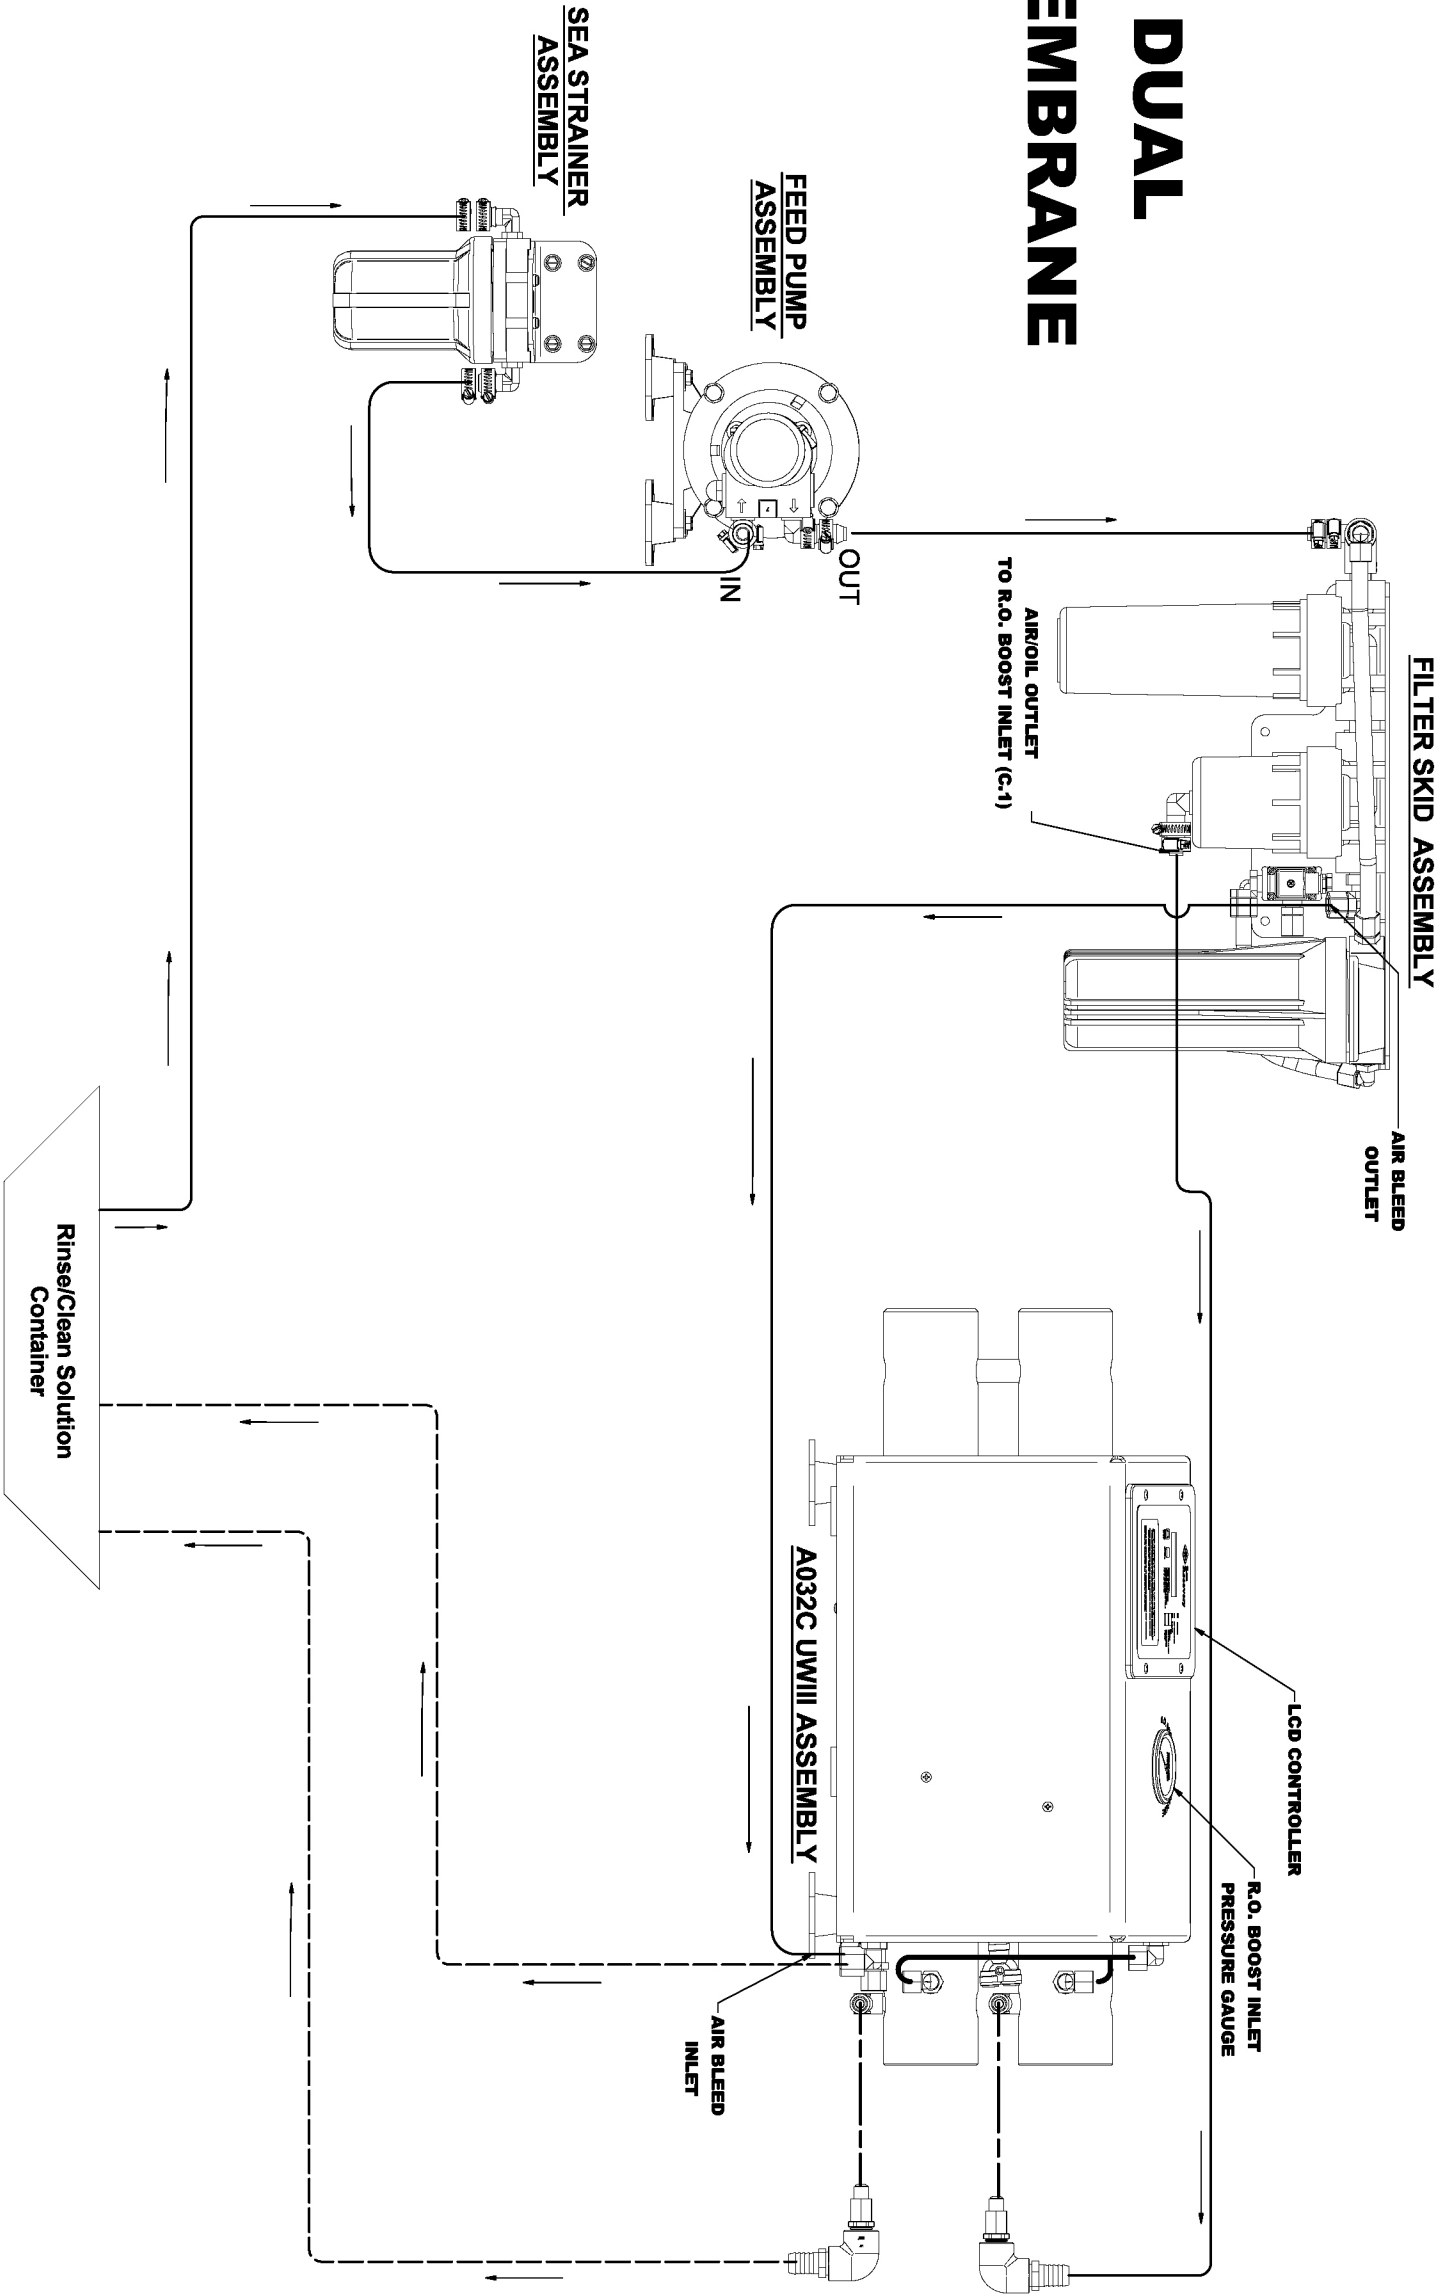 DUAL
EMBRANE
SEA STRAINER
ASSEMBLY
FEED PUMP
ASSEMBLY
OUT
IN
FILTER SKID ASSEMBLY
AIR/OIL OUTLET
TO R.O. BOOST INLET (C.1)
AIR BLEED
OUTLET
LCD CONTROLLER
R.O. BOOST INLET
PRESSURE GAUGE
A032C UWIII ASSEMBLY
AIR BLEED
INLET
Rinse/Clean Solution
Container